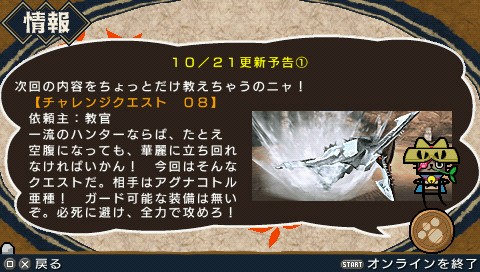 情報
10／21更新予告①
次回の内容をちょっとだけ教えちゃうのニャ！
【チャレンジクエスト　08】
依頼主：教官
一流のハンターならば、たとえ
空腹になっても、華麗に立ち回れ
なければいかん！　今回はそんな
クエストだ。相手はアグナコトル
亜種！　ガード可能な装備は無い
ぞ。必死に避け、全力で攻めろ！
□×戻る
START オンラインを終了